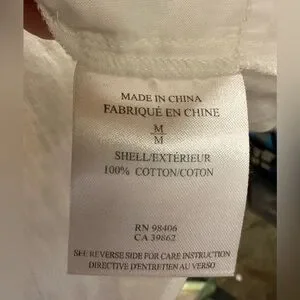 MADE IN CHINA
FABRIQUÉ EN CHINE
M
M
SHELL/EXTÉRIEUR
100% COTTON/COTON
RN 98406
CA 39862
SEE REVERSE SIDE FOR CARE INSTRUCTION
DIRECTIVE D'ENTRETIEN AU VERSO